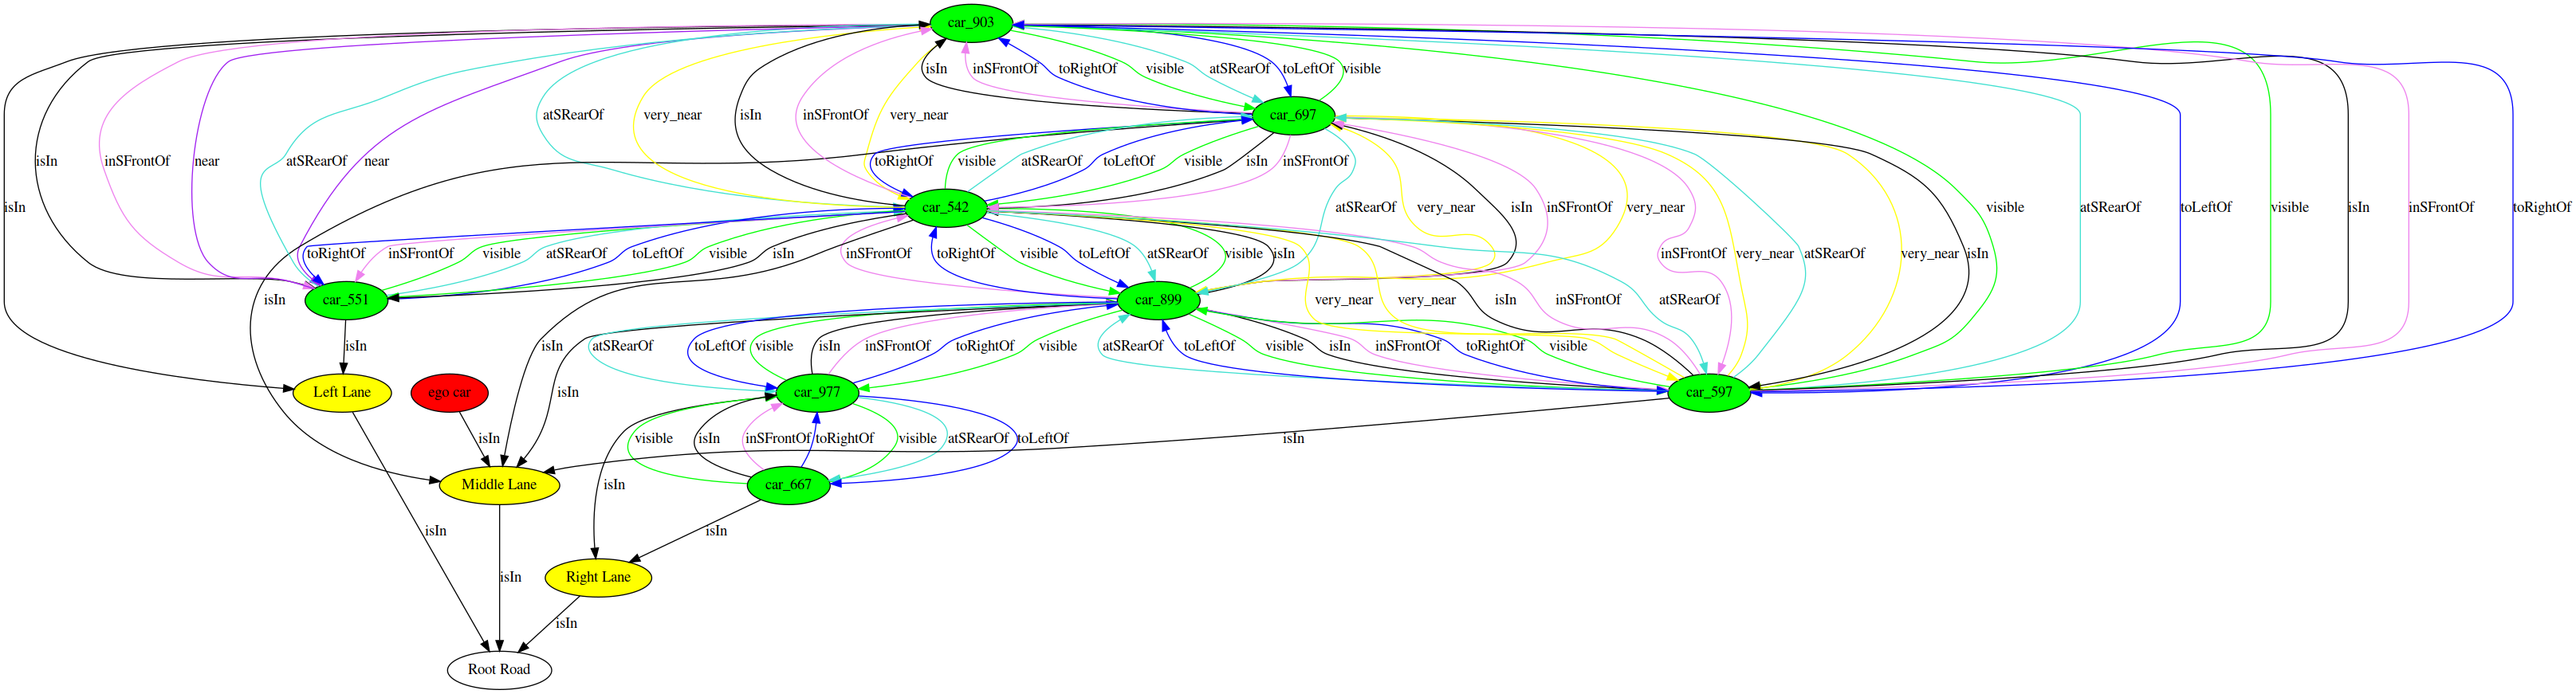 car_903
isIn inSFrontOf toRightOf visible atSRearOf toLeftOf visible
atSRearOf very_near isIn inSFrontOf very_near
car_697
isIn inSFrontOf near atSRearOf near toRightOf visible atSRearOf toLeftOf visible isIn inSFrontOf
isIn car_542 atSRearOf very_near isIn inSFrontOf very_near visible atSRearOf toLeftOf visible isIn inSFrontOf toRightOf
toRightOf inSFrontOf visible atSRearOf toLeftOf visible isIn inSFrontOf toRightOf visible toLeftOf atSRearOf visible isIn inSFrontOf very_near atSRearOf very_near isIn
isIn car_551 car_899 very_near very_near isIn inSFrontOf atSRearOf
isIn isIn atSRearOf toLeftOf visible isIn inSFrontOf toRightOf visible atSRearOf toLeftOf visible isIn inSFrontOf toRightOf visible
Left Lane ego car isIn car_977 car_597
isIn visible isIn inSFrontOf toRightOf visible atSRearOf toLeftOf isIn
Middle Lane isIn car_667
isIn isIn
isIn Right Lane
isIn
Root Road